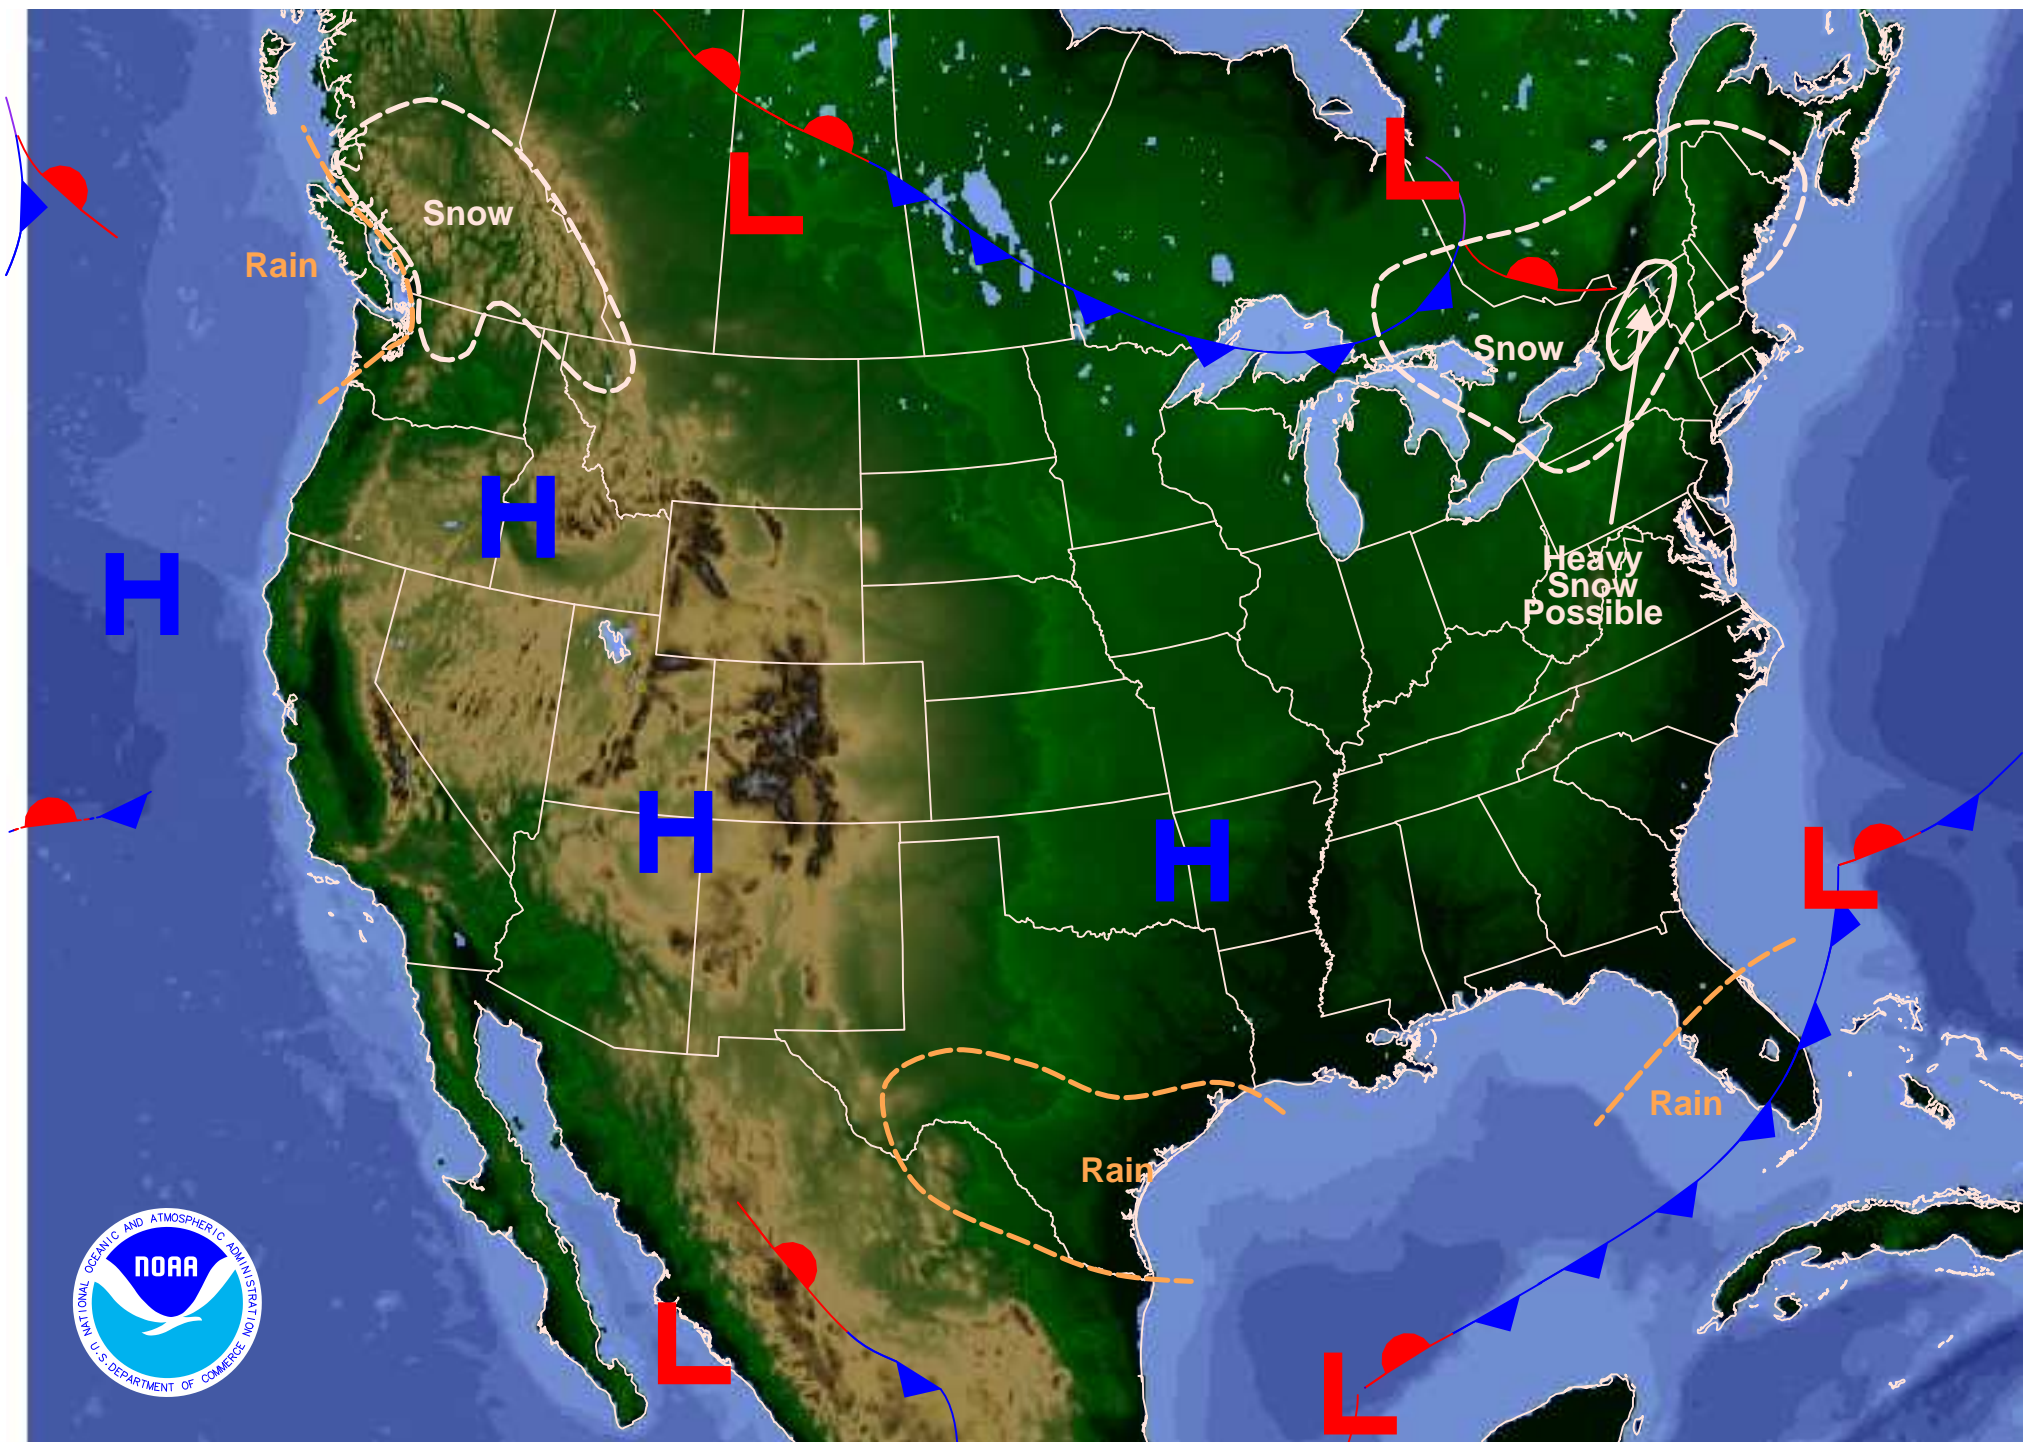 L
L
Snow
Rain
Snow
H
H
Heavy
Snow
Possible
H
H
L
Rain
Rain
NATIONAL OCEANIC AND ATMOSPHERIC ADMINISTRATION
NOAA
U.S. DEPARTMENT OF COMMERCE
L
L